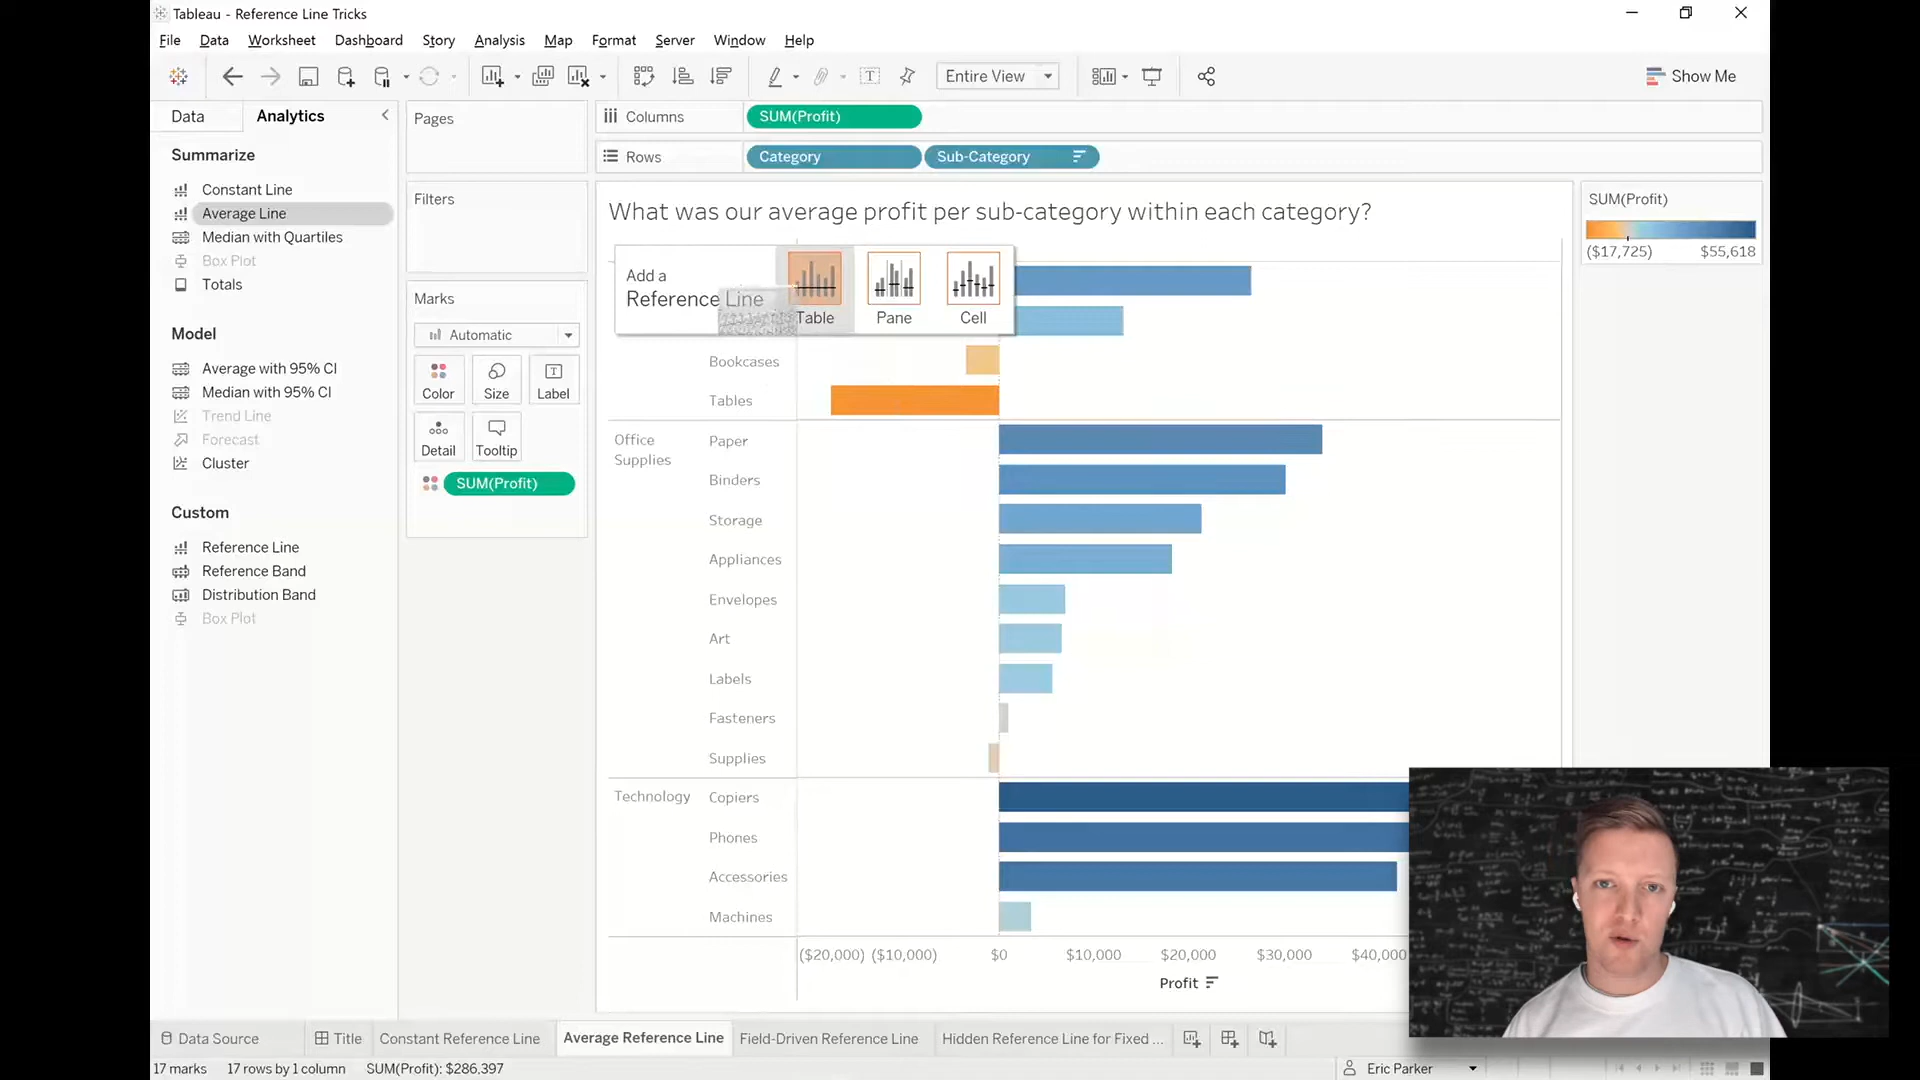 Tableau - Reference Line Tricks
File Data Worksheet Dashboard Story Analysis Map Format Server Window Help
Entire View
Show Me
Data Analytics
Summarize
Constant Line
Average Line
Median with Quartiles
Box Plot
Totals
Model
Average with 95% CI
Median with 95% CI
Trend Line
Forecast
Cluster
Custom
Reference Line
Reference Band
Distribution Band
Box Plot
Pages
Filters
Marks
Automatic
Color Size Label
Detail Tooltip
SUM(Profit)
Columns SUM(Profit)
Rows Category Sub-Category
What was our average profit per sub-category within each category?
Add a
Reference Line
Table Pane Cell
Bookcases
Tables
Office
Supplies
Paper
Binders
Storage
Appliances
Envelopes
Art
Labels
Fasteners
Supplies
Technology
Copiers
Phones
Accessories
Machines
($20,000) ($10,000) $0 $10,000 $20,000 $30,000 $40,000
Profit
SUM(Profit)
($17,725) $55,618
Data Source Title Constant Reference Line Average Reference Line Field-Driven Reference Line Hidden Reference Line for Fixed ...
17 marks 17 rows by 1 column SUM(Profit): $286,397 Eric Parker